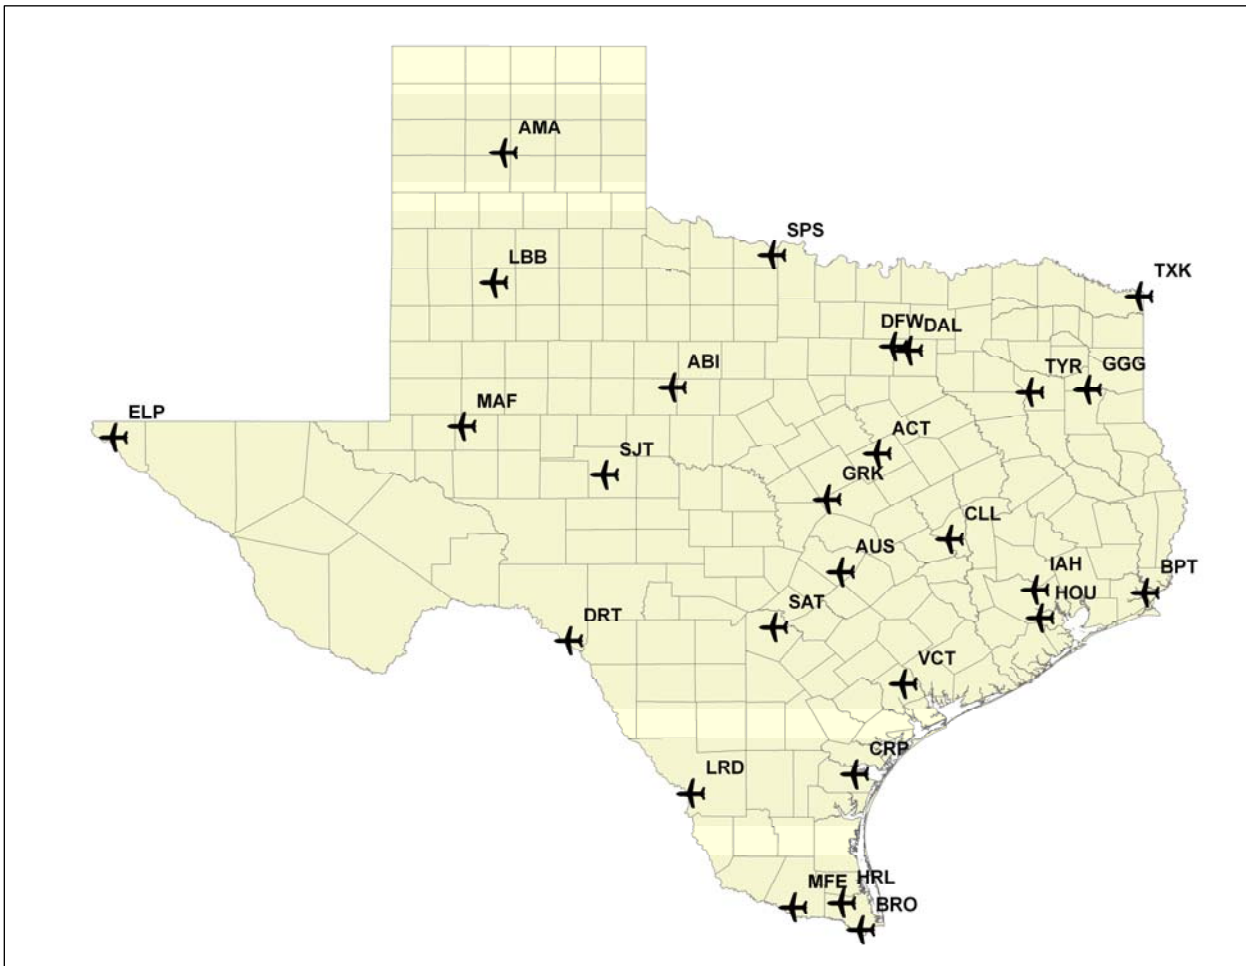 AMA
SPS
LBB
TXK
DFW DAL
ABI
TYR
GGG
MAF
ELP
ACT
SJT
GRK
CLL
AUS
IAH
BPT
HOU
SAT
DRT
VCT
CRP
LRD
MFE
HRL
BRO